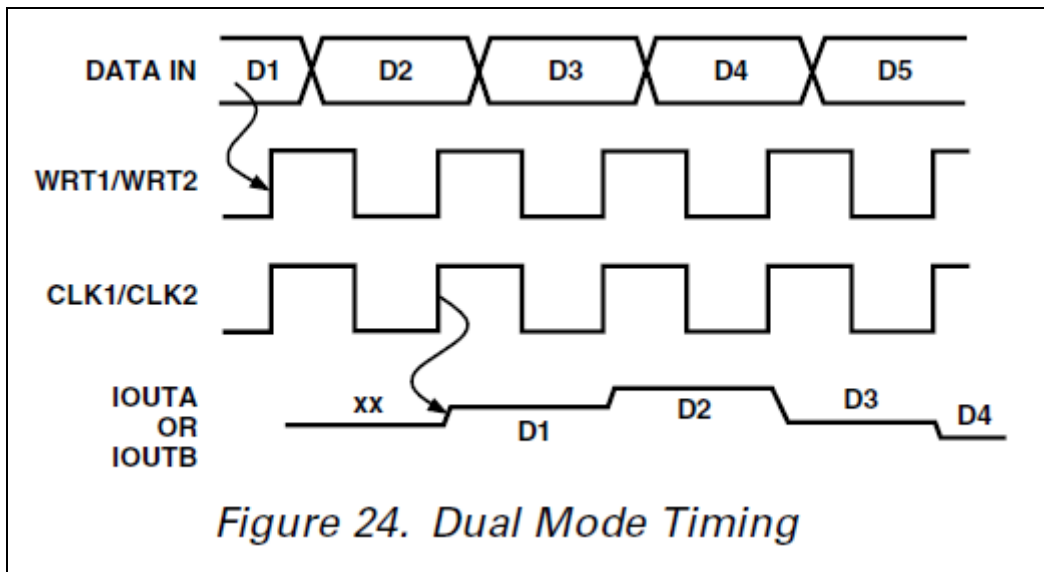 DATA IN D1 D2 D3 D4 D5
WRT1/WRT2
CLK1/CLK2
IOUTA
OR
IOUTB
xx D1 D2 D3 D4
Figure 24. Dual Mode Timing